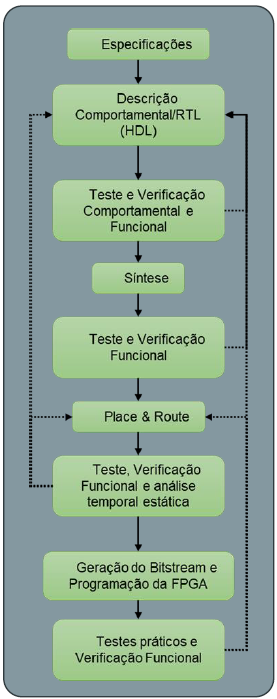 Especificações
Descrição
Comportamental/RTL
(HDL)
Teste e Verificação
Comportamental e
Funcional
Síntese
Teste e Verificação
Funcional
Place & Route
Teste, Verificação
Funcional e análise
temporal estática
Geração do Bitstream e
Programação da FPGA
Testes práticos e
Verificação Funcional